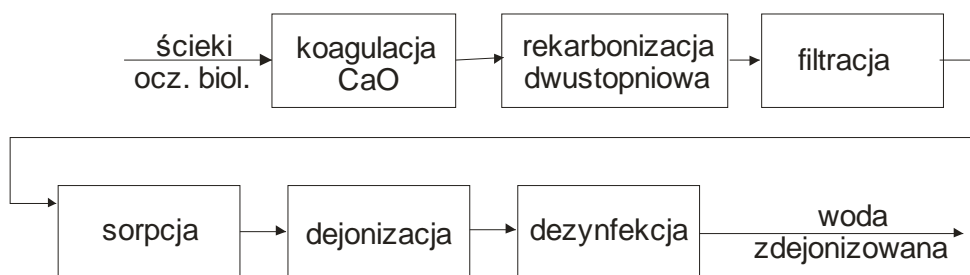 ścieki
ocz. biol.
koagulacja
CaO
rekarbonizacja
dwustopniowa
filtracja
sorpcja
dejonizacja
dezynfekcja
woda
zdejonizowana